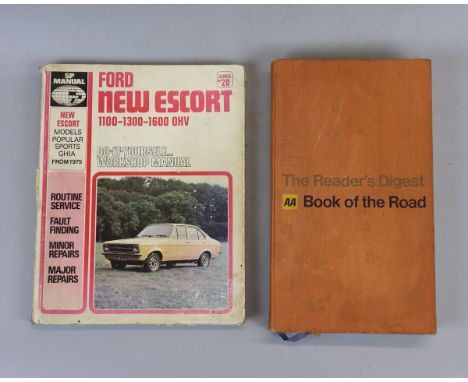 SP
MANUAL
NEW
ESCORT
MODELS
POPULAR
SPORTS
GHIA
FROM 1975
ROUTINE
SERVICE
FAULT
FINDING
MINOR
REPAIRS
MAJOR
REPAIRS
FORD
NEW ESCORT
1100-1300-1600 OHV
DO-IT-YOURSELF...
WORKSHOP MANUAL
The Reader's Digest
AA Book of the Road